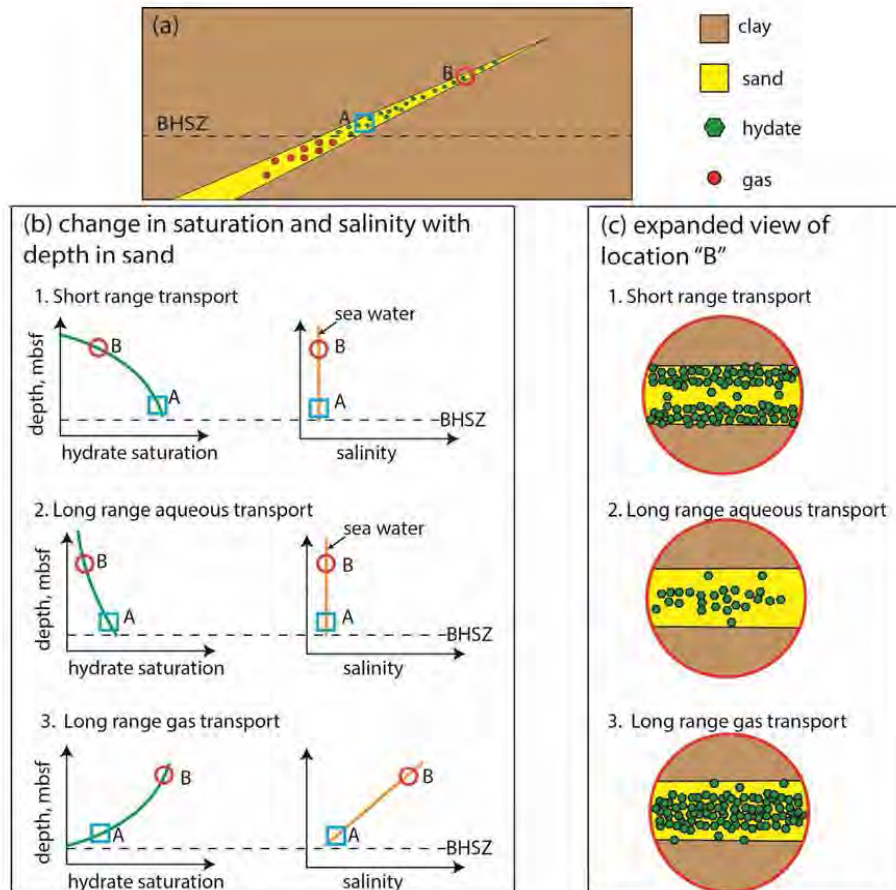 (a)
B
A
BHSZ
clay
sand
hydate
gas
(b) change in saturation and salinity with
depth in sand
1. Short range transport
depth, mbsf
B
A
hydrate saturation
sea water
B
A
BHSZ
salinity
2. Long range aqueous transport
depth, mbsf
B
A
hydrate saturation
sea water
B
A
BHSZ
salinity
3. Long range gas transport
depth, mbsf
B
A
hydrate saturation
B
A
BHSZ
salinity
(c) expanded view of
location "B"
1. Short range transport
2. Long range aqueous transport
3. Long range gas transport